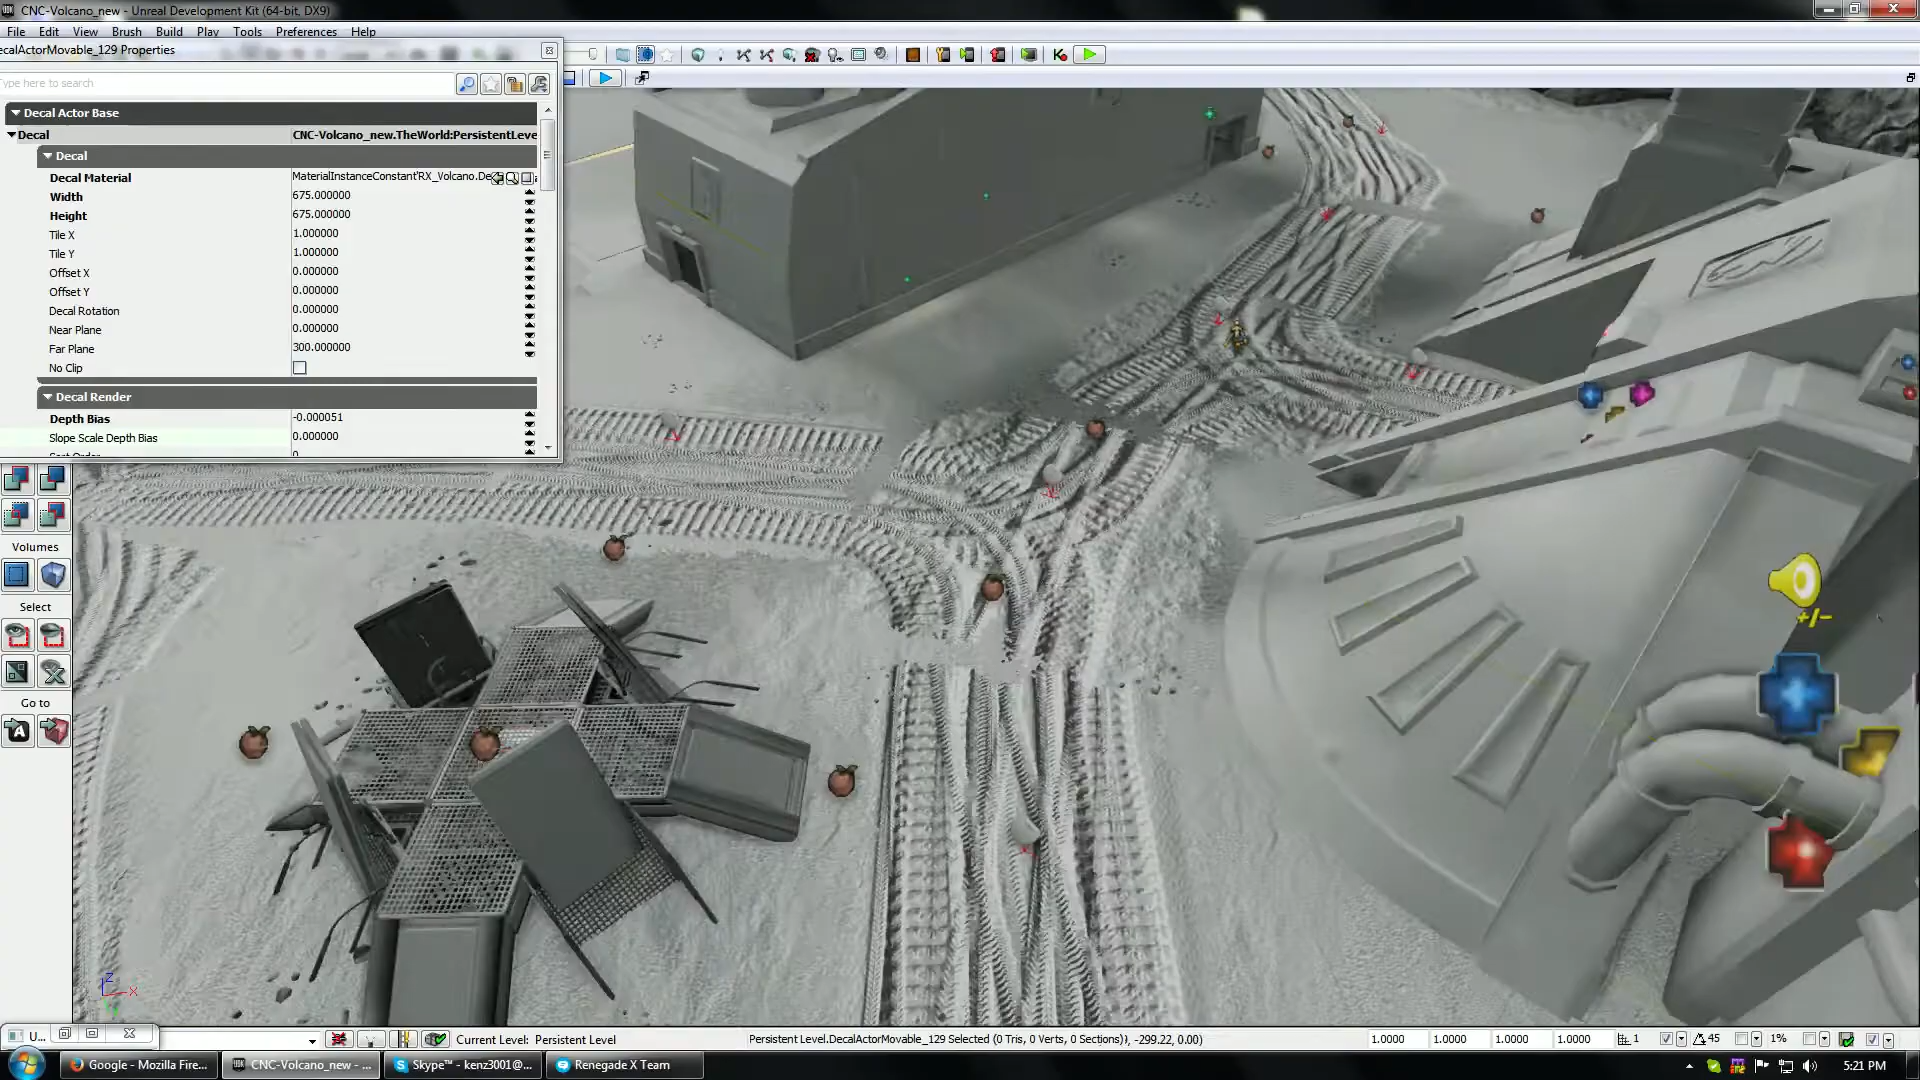 CNC-Volcano_new - Unreal Development Kit (64-bit, DX9)
File Edit View Brush Build Play Tools Preferences Help
ecalActorMovable_129 Properties
Type here to search
Decal Actor Base
Decal CNC-Volcano_new.TheWorld:PersistentLeve
Decal
Decal Material MaterialInstanceConstant'RX_Volcano.De
Width 675.000000
Height 675.000000
Tile X 1.000000
Tile Y 1.000000
Offset X 0.000000
Offset Y 0.000000
Decal Rotation 0.000000
Near Plane 0.000000
Far Plane 300.000000
No Clip
Decal Render
Depth Bias -0.000051
Slope Scale Depth Bias 0.000000
Volumes
Select
Go to
A
+/-
Z
X
U...
Current Level: Persistent Level
Persistent Level.DecalActorMovable_129 Selected (0 Tris, 0 Verts, 0 Sections)), -299.22, 0.00)
1.0000 1.0000 1.0000 1.0000 1 45 1%
Google - Mozilla Fire...
CNC-Volcano_new - ...
Skype™ - kenz3001@...
Renegade X Team
5:21 PM